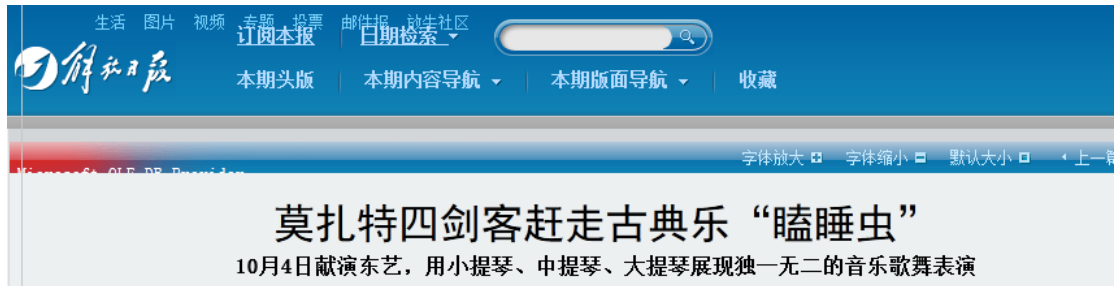 生活 图片 视频 专题 投票 邮件报 社区
订阅本报 日期检索
解放日报
本期头版 本期内容导航 本期版面导航 收藏
字体放大 字体缩小 默认大小 上一篇
Microsoft OLE DB Provider
莫扎特四剑客赶走古典乐“瞌睡虫”
10月4日献演东艺，用小提琴、中提琴、大提琴展现独一无二的音乐歌舞表演